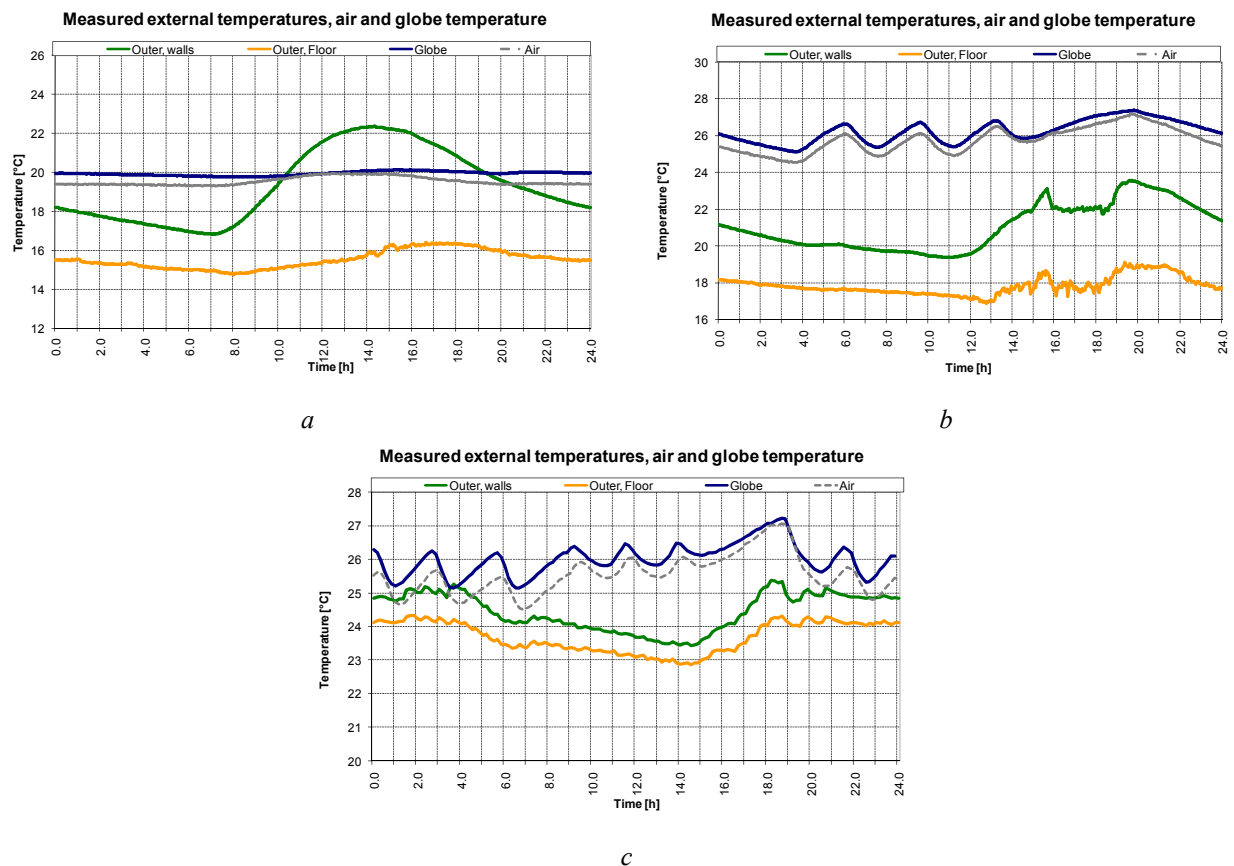 Measured external temperatures, air and globe temperature
Outer, walls Outer, Floor Globe Air
26
24
22
20
18
16
14
12
Temperature [°C]
0.0 2.0 4.0 6.0 8.0 10.0 12.0 14.0 16.0 18.0 20.0 22.0 24.0
Time [h]
a
Measured external temperatures, air and globe temperature
Outer, walls Outer, Floor Globe Air
30
28
26
24
22
20
18
16
Temperature [°C]
0.0 2.0 4.0 6.0 8.0 10.0 12.0 14.0 16.0 18.0 20.0 22.0 24.0
Time [h]
b
Measured external temperatures, air and globe temperature
Outer, walls Outer, Floor Globe Air
28
27
26
25
24
23
22
21
20
Temperature [°C]
0.0 2.0 4.0 6.0 8.0 10.0 12.0 14.0 16.0 18.0 20.0 22.0 24.0
Time [h]
c